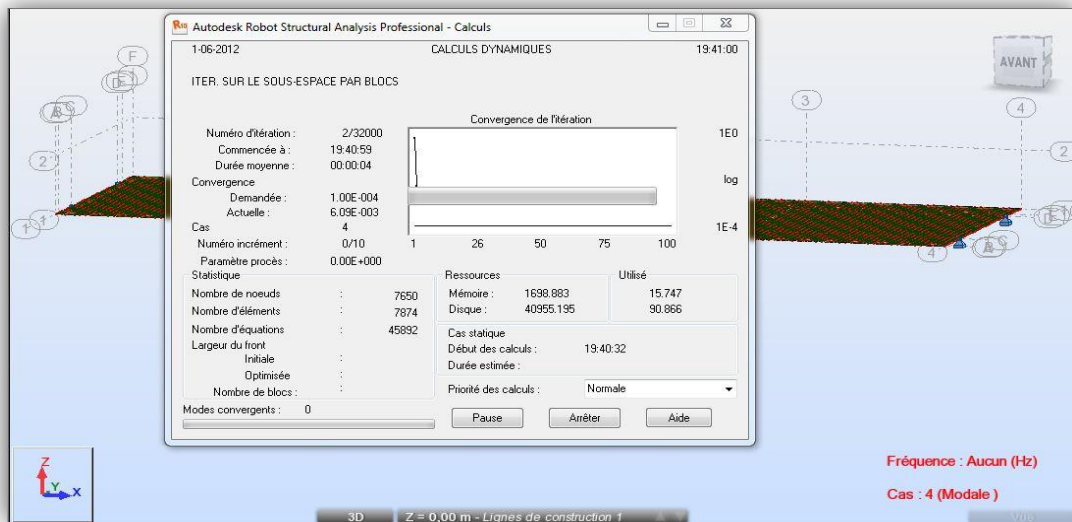 Autodesk Robot Structural Analysis Professional - Calculs
1-06-2012 CALCULS DYNAMIQUES 19:41:00
ITER. SUR LE SOUS-ESPACE PAR BLOCS
Convergence de l'itération
Numéro d'itération : 2/32000
Commencée à : 19:40:59
Durée moyenne : 00:00:04
Convergence
Demandée : 1.00E-004
Actuelle : 6.09E-003
Cas 4
Numéro incrément : 0/10
Paramètre procès : 0.00E+000
1E0
log
1E-4
1 26 50 75 100
Statistique
Nombre de noeuds : 7650
Nombre d'éléments : 7874
Nombre d'équations : 45892
Largeur du front
Initiale :
Optimisée :
Nombre de blocs : :
Ressources Utilisé
Mémoire : 1698.883 15.747
Disque : 40955.195 90.866
Cas statique
Début des calculs : 19:40:32
Durée estimée :
Priorité des calculs : Normale
Modes convergents : 0
Pause Arrêter Aide
AVANT
F
D
C
2
1
3
4
2
4
Fréquence : Aucun (Hz)
Cas : 4 (Modale )
Z
Y
X
3D Z = 0,00 m - Lignes de construction 1
Vue